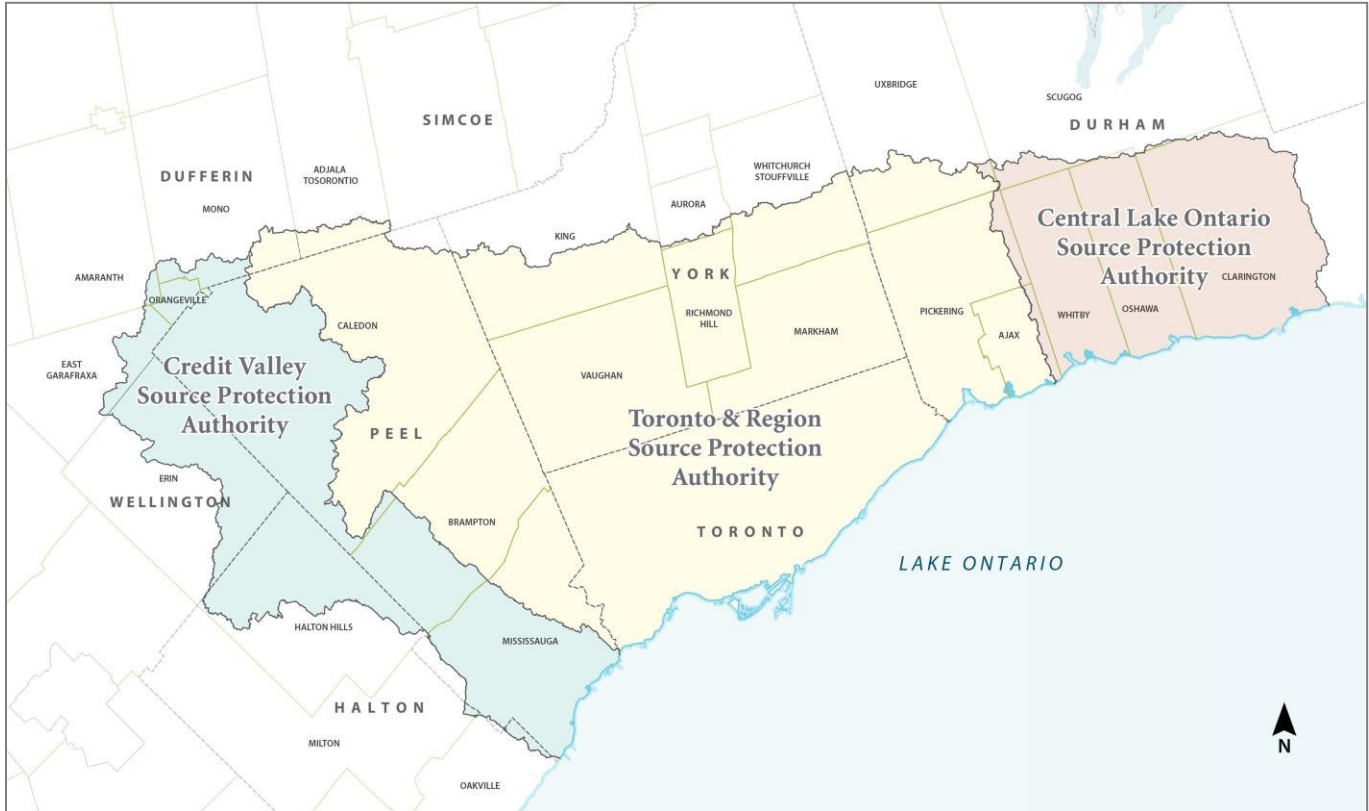 UXBRIDGE
SCUGOG
SIMCOE
DURHAM
ADJALA
TOSORONTIO
WHITCHURCH
STOUFFVILLE
DUFFERIN
MONO
AURORA
KING
Central Lake Ontario
Source Protection
Authority
AMARANTH
YORK
CLARINGTON
ORANGEVILLE
RICHMOND
HILL
PICKERING
WHITBY
OSHAWA
CALEDON
MARKHAM
AJAX
EAST
GARAFRAXA
Credit Valley
Source Protection
Authority
VAUGHAN
Toronto & Region
Source Protection
Authority
PEEL
ERIN
WELLINGTON
BRAMPTON
TORONTO
LAKE ONTARIO
HALTON HILLS
MISSISSAUGA
HALTON
MILTON
OAKVILLE
N